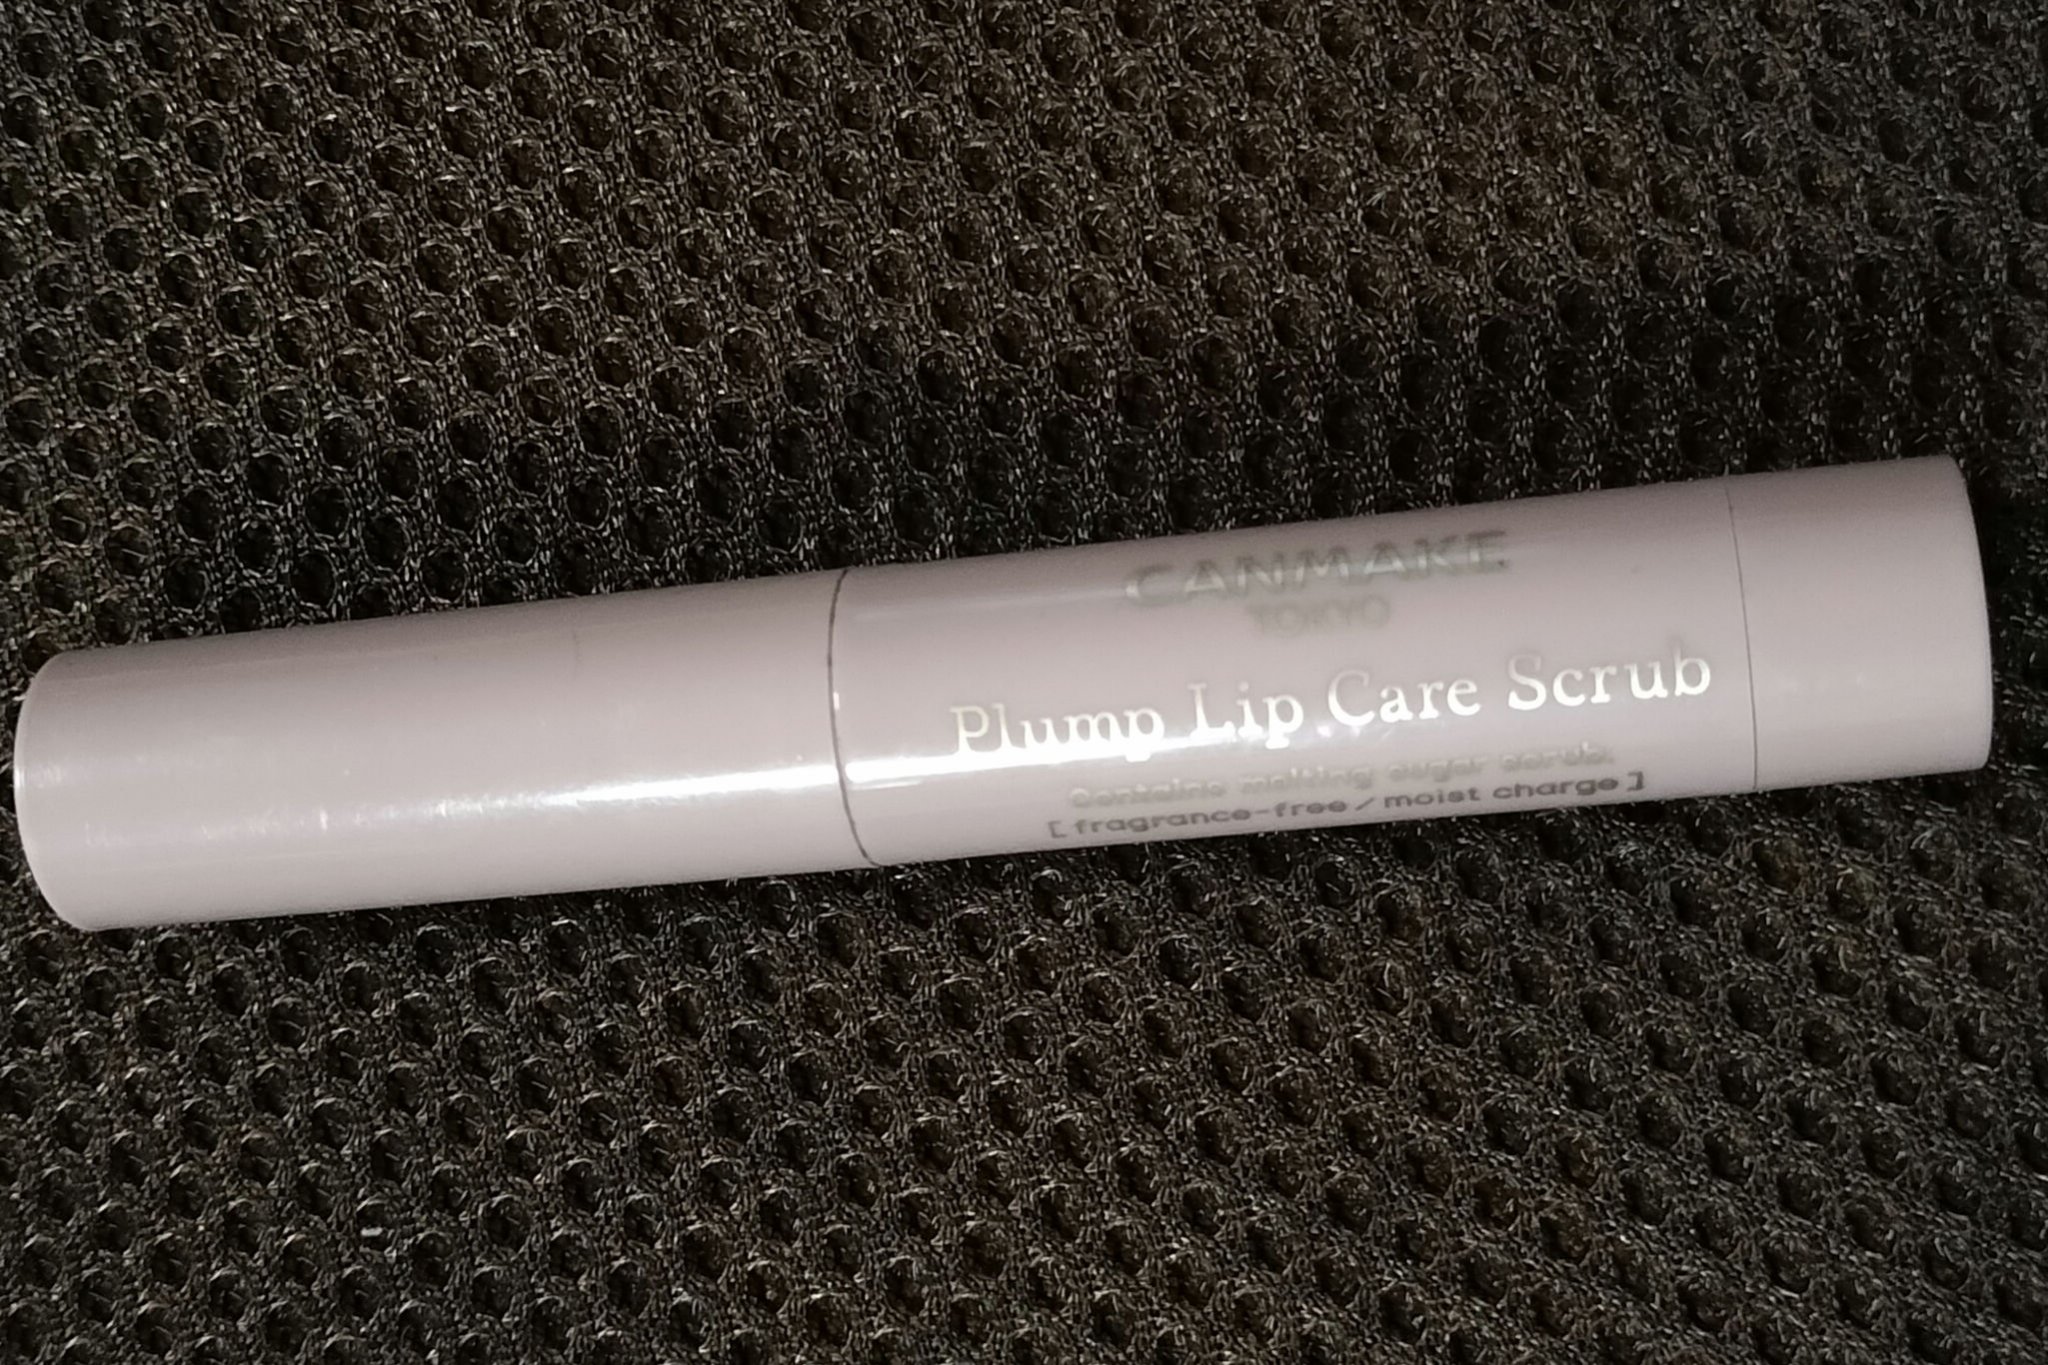 CANMAKE
TOKYO
Plump Lip Care Scrub
Contains melting sugar scrub.
[fragrance-free/moist charge]